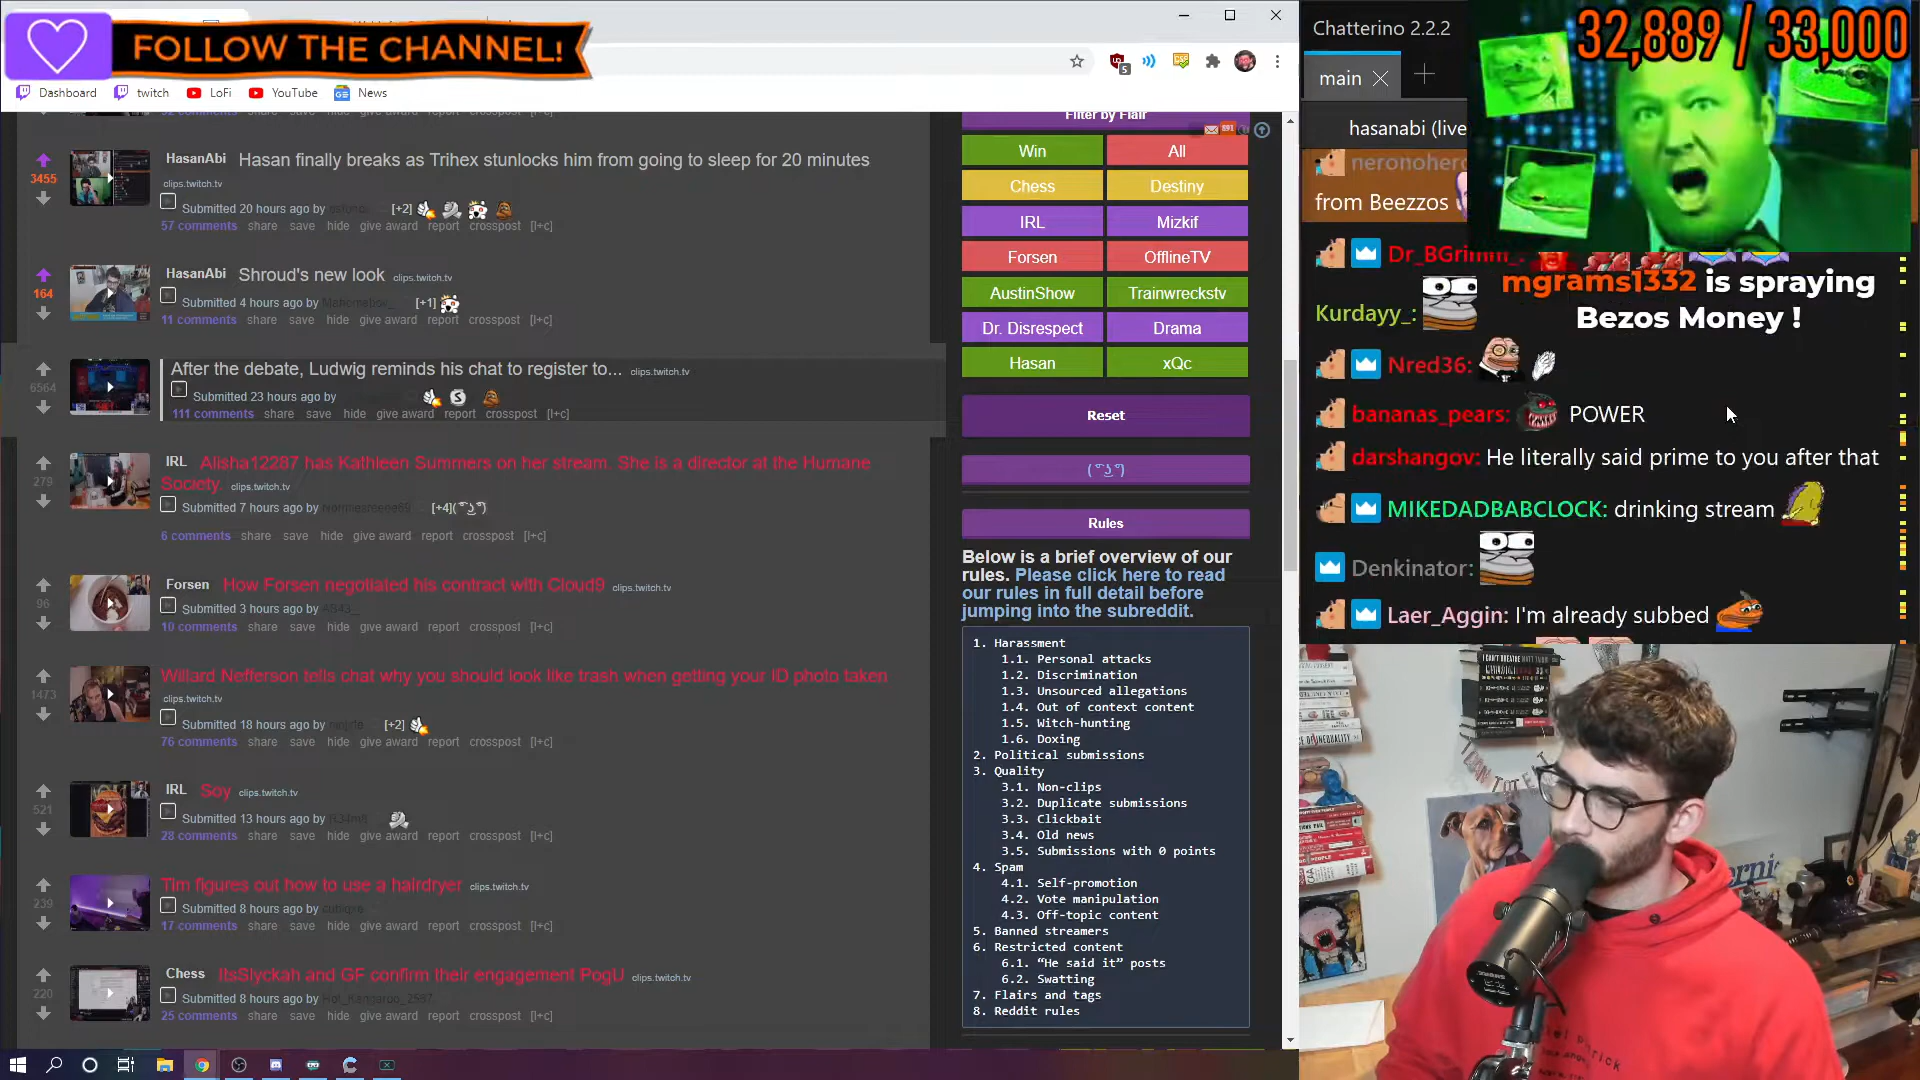 FOLLOW THE CHANNEL!
Dashboard
twitch
LoFi
YouTube
News
HasanAbi Hasan finally breaks as Trihex stunlocks him from going to sleep for 20 minutes
clips.twitch.tv
Submitted 20 hours ago by
[+2]
57 comments share save hide give award report crosspost [l+c]
3455
HasanAbi Shroud's new look clips.twitch.tv
Submitted 4 hours ago by
[+1]
11 comments share save hide give award report crosspost [l+c]
164
After the debate, Ludwig reminds his chat to register to... clips.twitch.tv
Submitted 23 hours ago by
111 comments share save hide give award report crosspost [l+c]
6564
IRL Alisha12287 has Kathleen Summers on her stream. She is a director at the Humane
Society. clips.twitch.tv
Submitted 7 hours ago by
[+4]
6 comments share save hide give award report crosspost [l+c]
279
Forsen How Forsen negotiated his contract with Cloud9 clips.twitch.tv
Submitted 3 hours ago by
10 comments share save hide give award report crosspost [l+c]
96
Willard Nefferson tells chat why you should look like trash when getting your ID photo taken
clips.twitch.tv
Submitted 18 hours ago by
[+2]
76 comments share save hide give award report crosspost [l+c]
1473
IRL Soy clips.twitch.tv
Submitted 13 hours ago by
28 comments share save hide give award report crosspost [l+c]
521
Tim figures out how to use a hairdryer clips.twitch.tv
Submitted 8 hours ago by
17 comments share save hide give award report crosspost [l+c]
239
Chess ItsSlyckah and GF confirm their engagement PogU clips.twitch.tv
Submitted 8 hours ago by
25 comments share save hide give award report crosspost [l+c]
220
Filter by Flair
Win All
Chess Destiny
IRL Mizkif
Forsen OfflineTV
AustinShow Trainwreckstv
Dr. Disrespect Drama
Hasan xQc
Reset
( ͡° ͜ʖ ͡°)
Rules
Below is a brief overview of our
rules. Please click here to read
our rules in full detail before
jumping into the subreddit.
1. Harassment
1.1. Personal attacks
1.2. Discrimination
1.3. Unsourced allegations
1.4. Out of context content
1.5. Witch-hunting
1.6. Doxing
2. Political submissions
3. Quality
3.1. Non-clips
3.2. Duplicate submissions
3.3. Clickbait
3.4. Old news
3.5. Submissions with 0 points
4. Spam
4.1. Self-promotion
4.2. Vote manipulation
4.3. Off-topic content
5. Banned streamers
6. Restricted content
6.1. “He said it” posts
6.2. Swatting
7. Flairs and tags
8. Reddit rules
Chatterino 2.2.2
32,889 / 33,000
main
hasanabi (live
from Beezzos
Dr_BGrimm_:
mgrams1332 is spraying
Bezos Money !
Kurdayy_:
Nred36:
bananas_pears: POWER
darshangov: He literally said prime to you after that
MIKEDADBABCLOCK: drinking stream
Denkinator:
Laer_Aggin: I'm already subbed